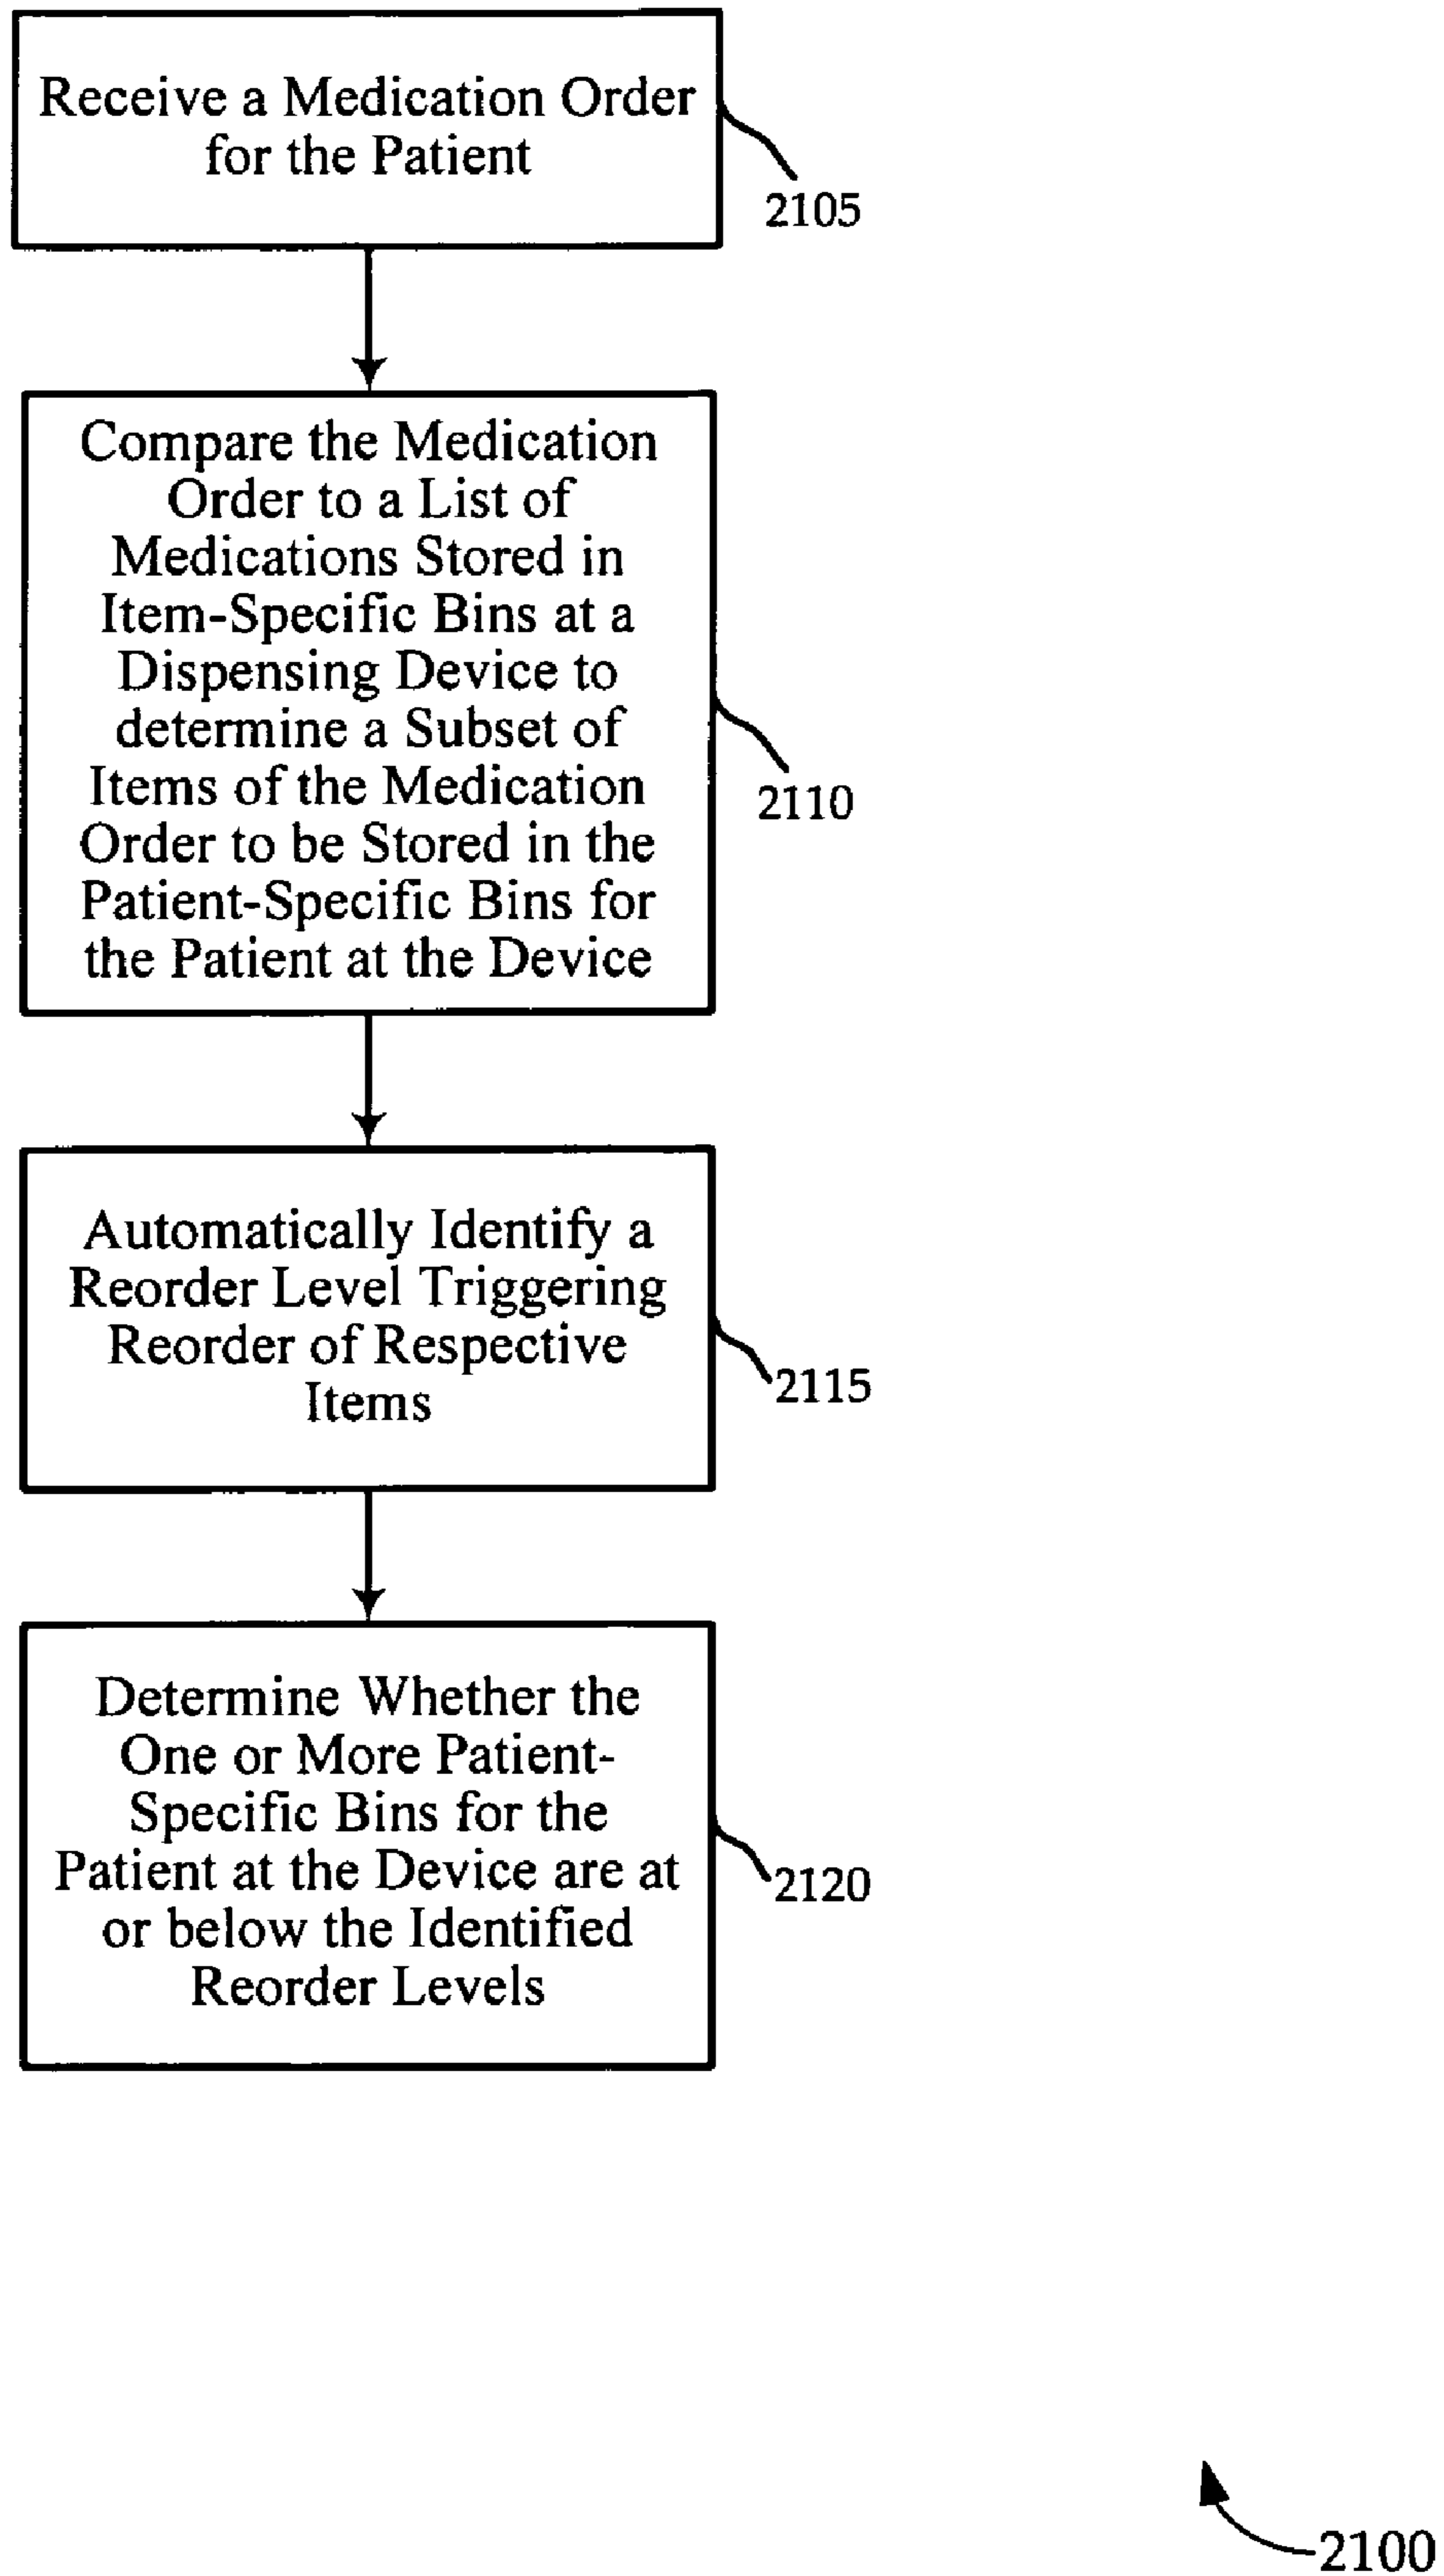 Receive a Medication Order
for the Patient
2105
Compare the Medication
Order to a List of
Medications Stored in
Item-Specific Bins at a
Dispensing Device to
determine a Subset of
Items of the Medication
Order to be Stored in the
Patient-Specific Bins for
the Patient at the Device
2110
Automatically Identify a
Reorder Level Triggering
Reorder of Respective
Items
2115
Determine Whether the
One or More Patient-
Specific Bins for the
Patient at the Device are at
or below the Identified
Reorder Levels
2120
2100